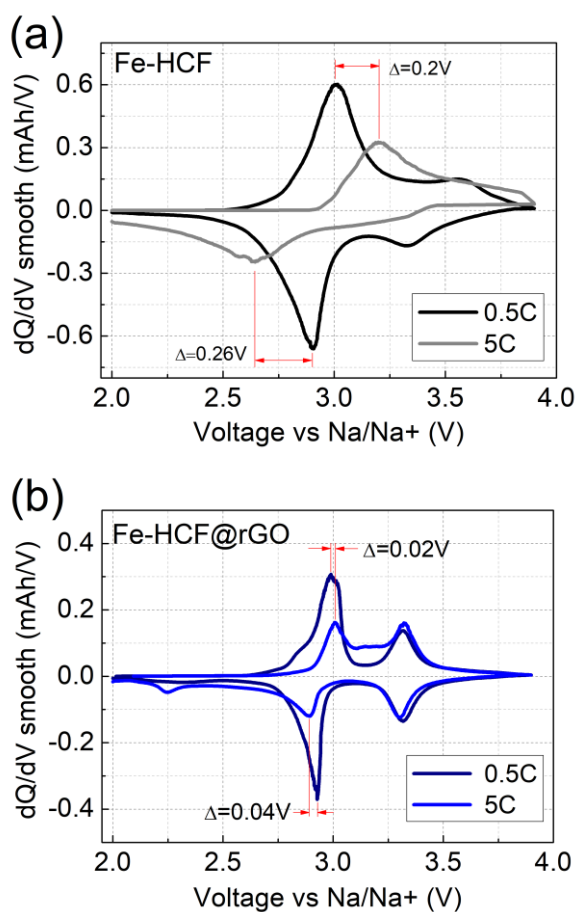 (a)
Fe-HCF
Δ=0.2V
dQ/dV smooth (mAh/V)
0.6
0.3
0.0
-0.3
-0.6
Δ=0.26V
0.5C
5C
2.0 2.5 3.0 3.5 4.0
Voltage vs Na/Na+ (V)
(b)
Fe-HCF@rGO
Δ=0.02V
dQ/dV smooth (mAh/V)
0.4
0.2
0.0
-0.2
-0.4
Δ=0.04V
0.5C
5C
2.0 2.5 3.0 3.5 4.0
Voltage vs Na/Na+ (V)